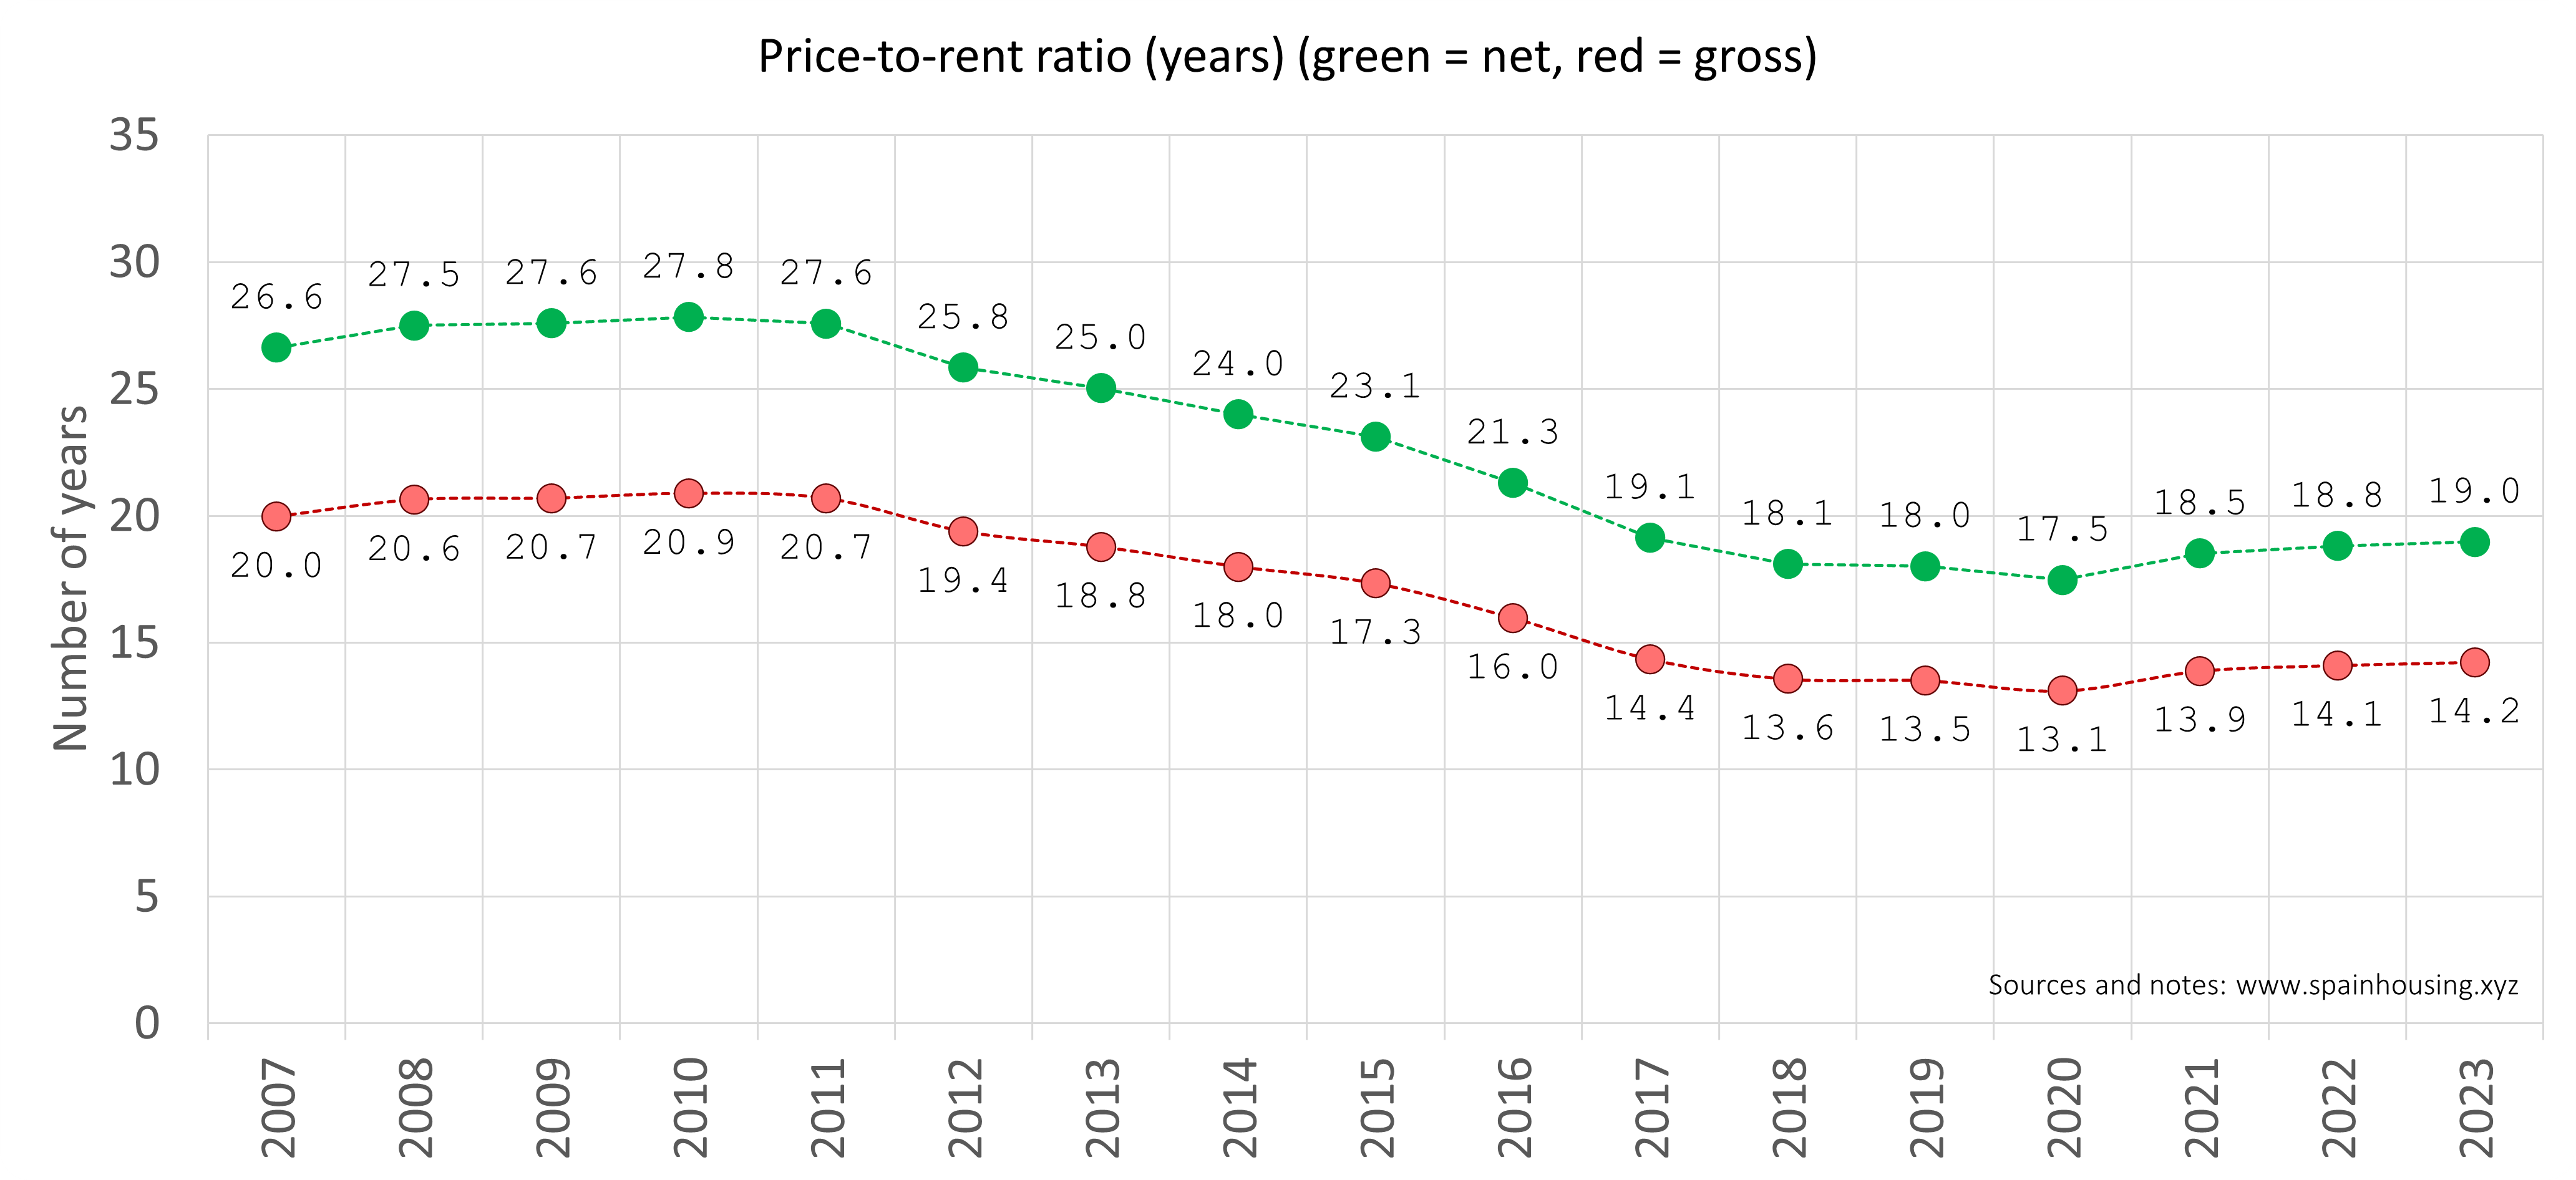 Price-to-rent ratio (years) (green = net, red = gross)
Number of years
35
30
25
20
15
10
5
0
26.6 27.5 27.6 27.8 27.6 25.8 25.0 24.0 23.1 21.3 19.1 18.1 18.0 17.5 18.5 18.8 19.0
20.0 20.6 20.7 20.9 20.7 19.4 18.8 18.0 17.3 16.0 14.4 13.6 13.5 13.1 13.9 14.1 14.2
Sources and notes: www.spainhousing.xyz
2007 2008 2009 2010 2011 2012 2013 2014 2015 2016 2017 2018 2019 2020 2021 2022 2023